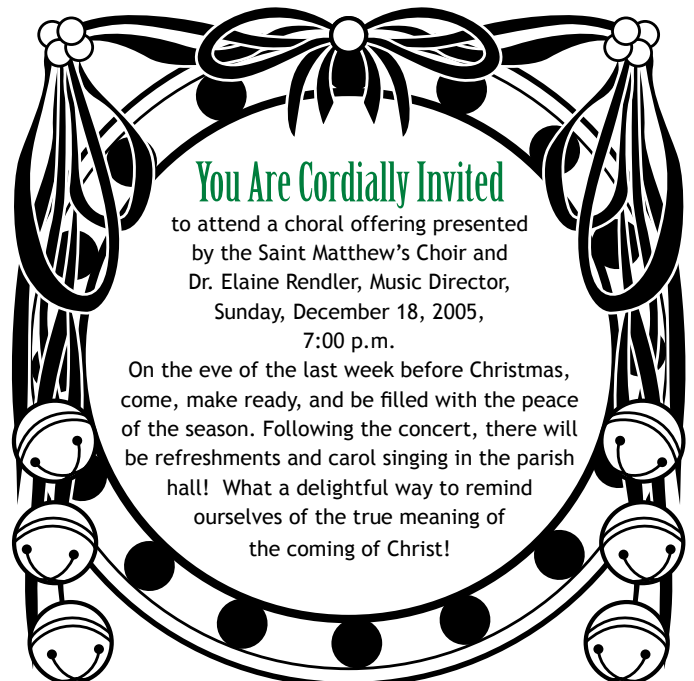 You Are Cordially Invited
to attend a choral offering presented
by the Saint Matthew’s Choir and
Dr. Elaine Rendler, Music Director,
Sunday, December 18, 2005,
7:00 p.m.
On the eve of the last week before Christmas,
come, make ready, and be filled with the peace
of the season. Following the concert, there will
be refreshments and carol singing in the parish
hall!  What a delightful way to remind
ourselves of the true meaning of
the coming of Christ!